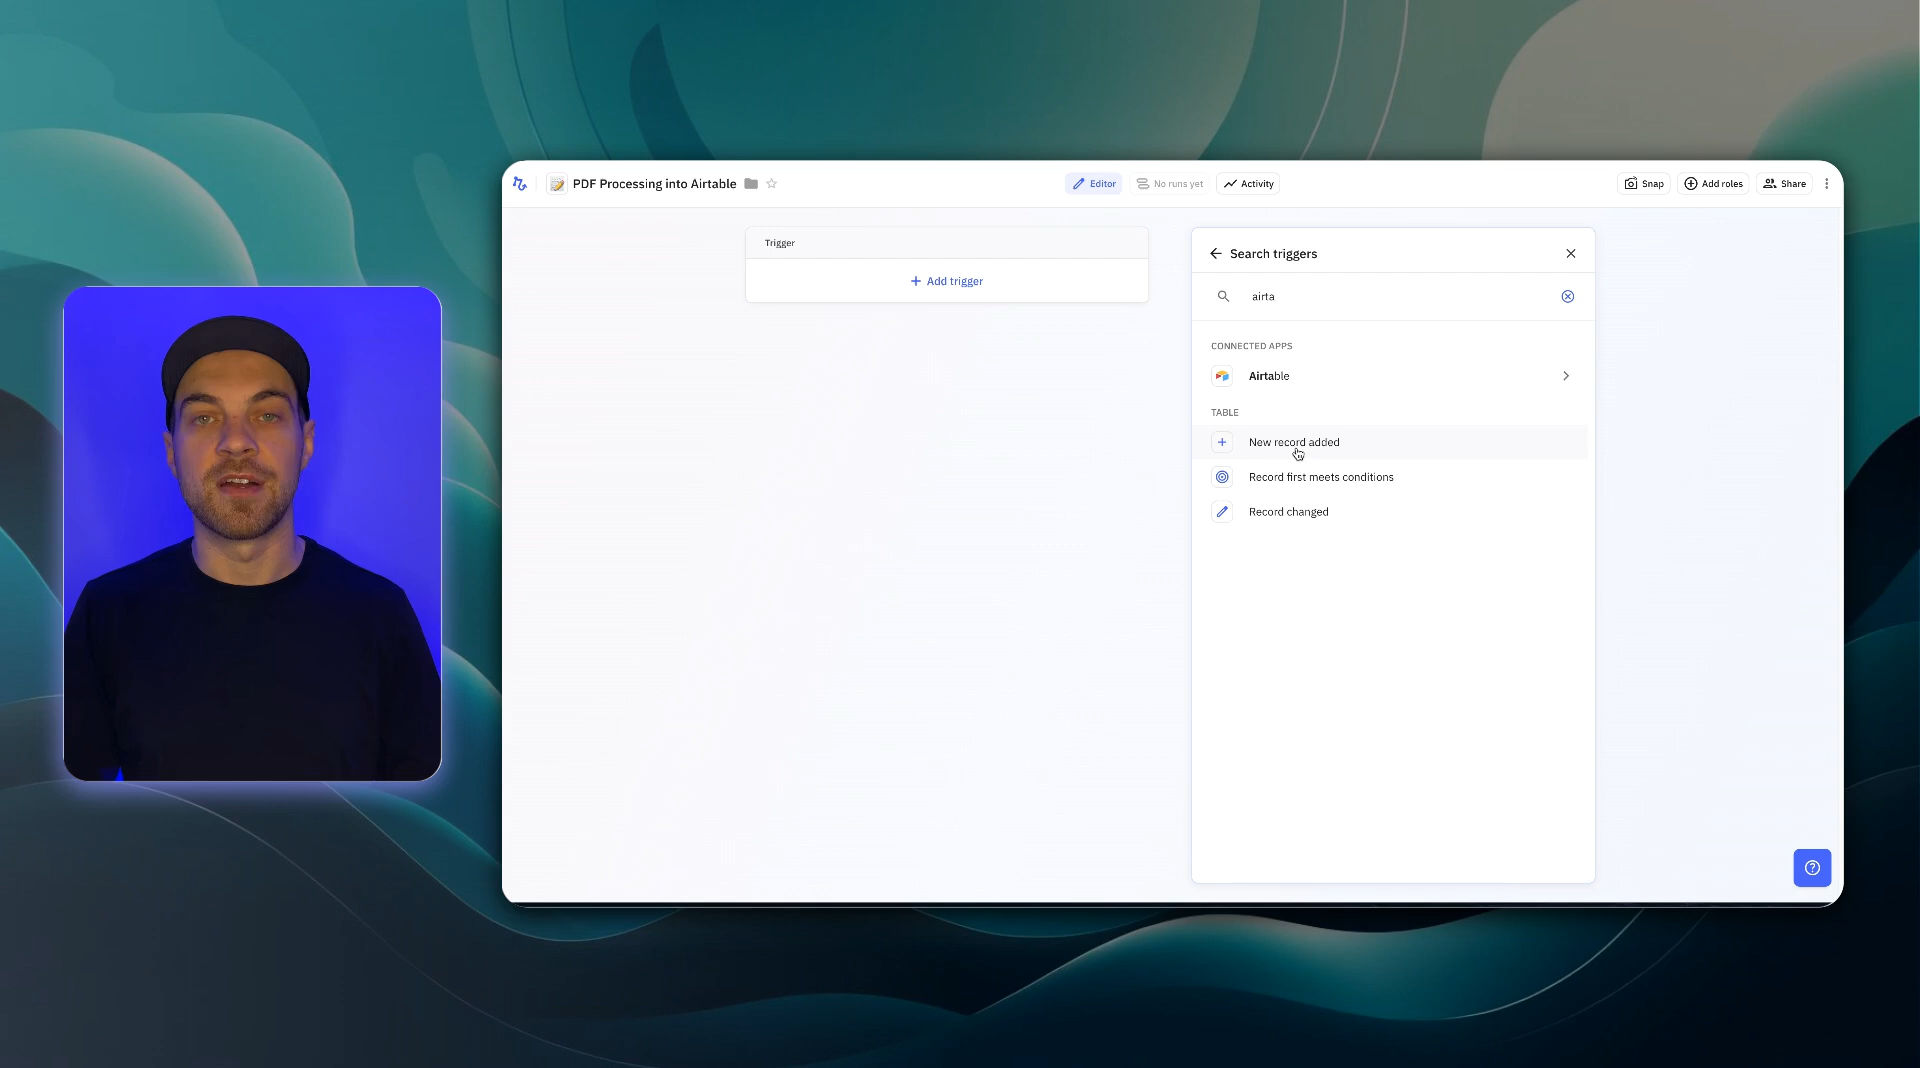 PDF Processing into Airtable
Editor
No runs yet
Activity
Snap
Add roles
Share
Trigger
Add trigger
Search triggers
airta
CONNECTED APPS
Airtable
TABLE
New record added
Record first meets conditions
Record changed